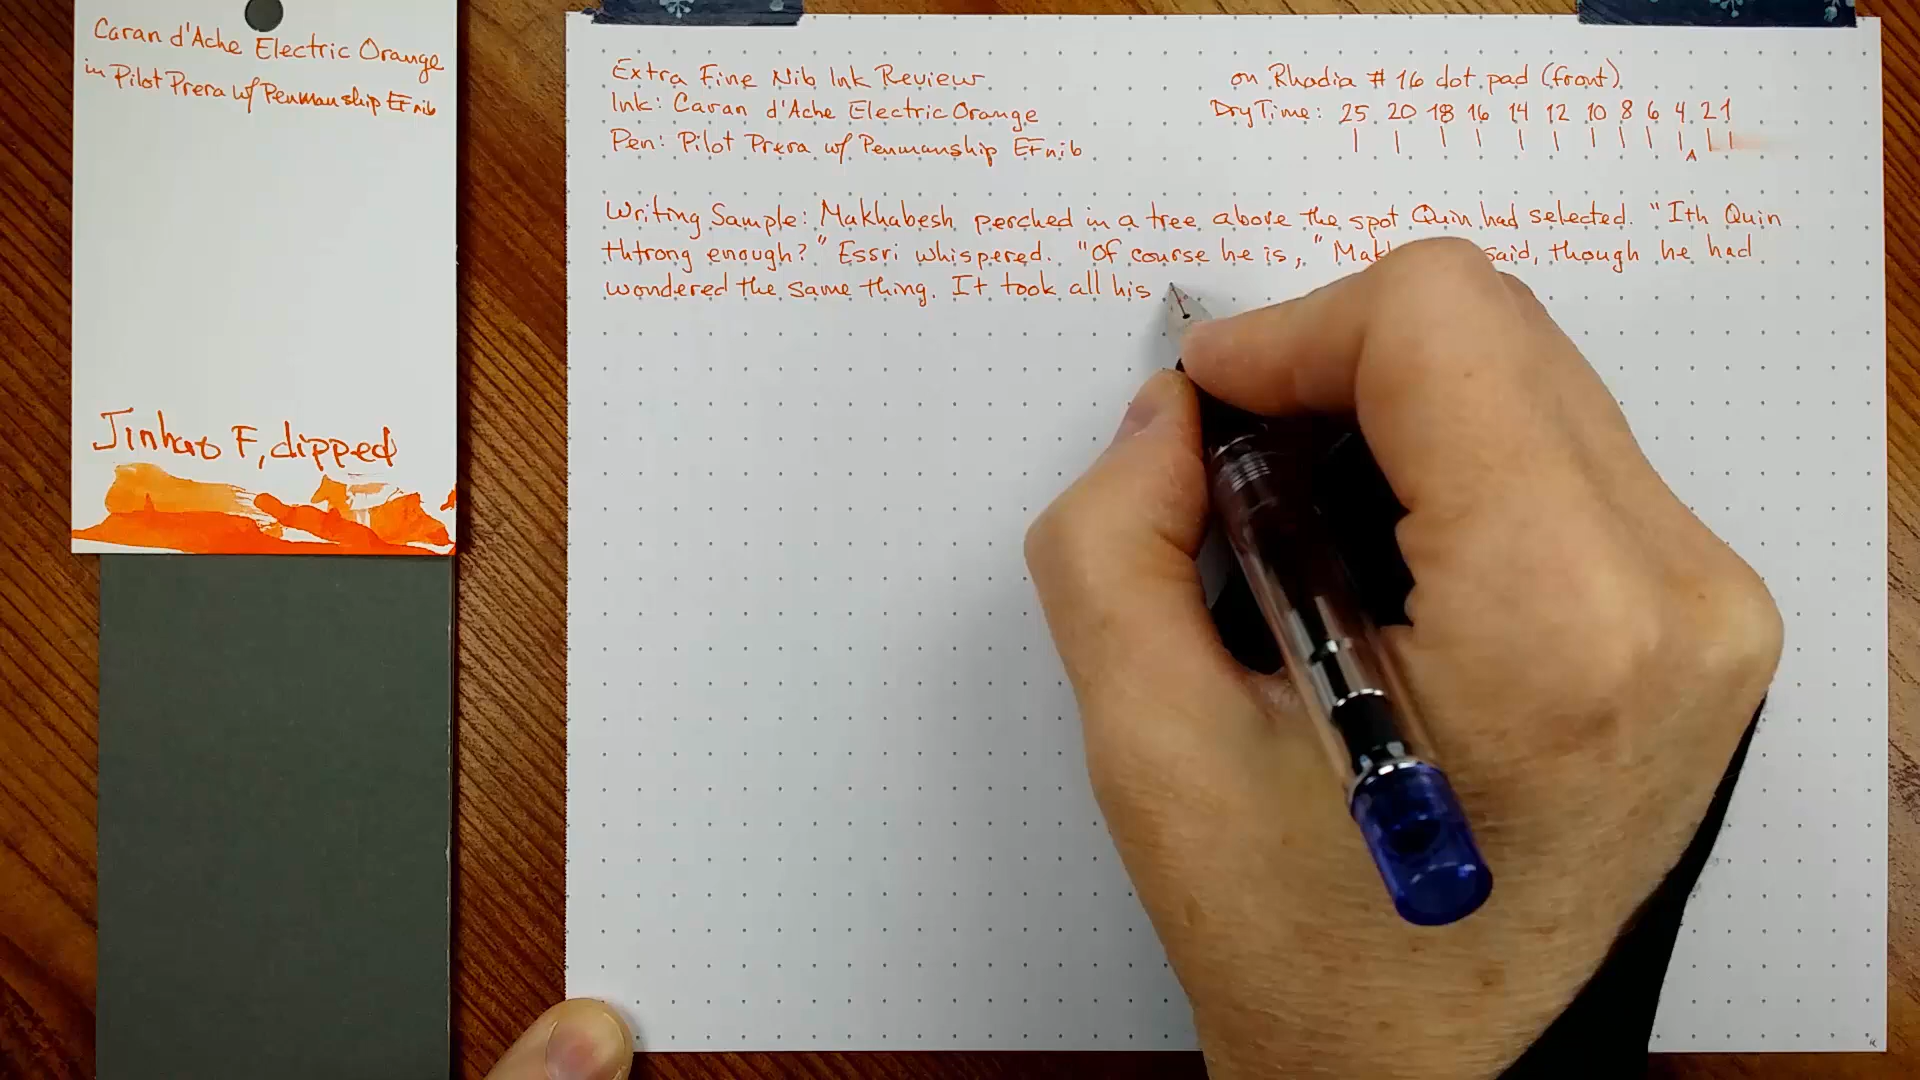 Caran d'Ache Electric Orange
in Pilot Prera w/ Penmanship EF nib
Jinhao F, dipped
Extra Fine Nib Ink Review
Ink: Caran d'Ache Electric Orange
Pen: Pilot Prera w/ Penmanship EF nib
on Rhodia # 16 dot pad (front)
Dry Time: 25 20 18 16 14 12 10 8 6 4 2 1
A
Writing Sample: Makhabesh perched in a tree above the spot Quin had selected. "Ith Quin
thtrong enough?" Essri whispered. "Of course he is," Mak said, though he had
wondered the same thing. It took all his